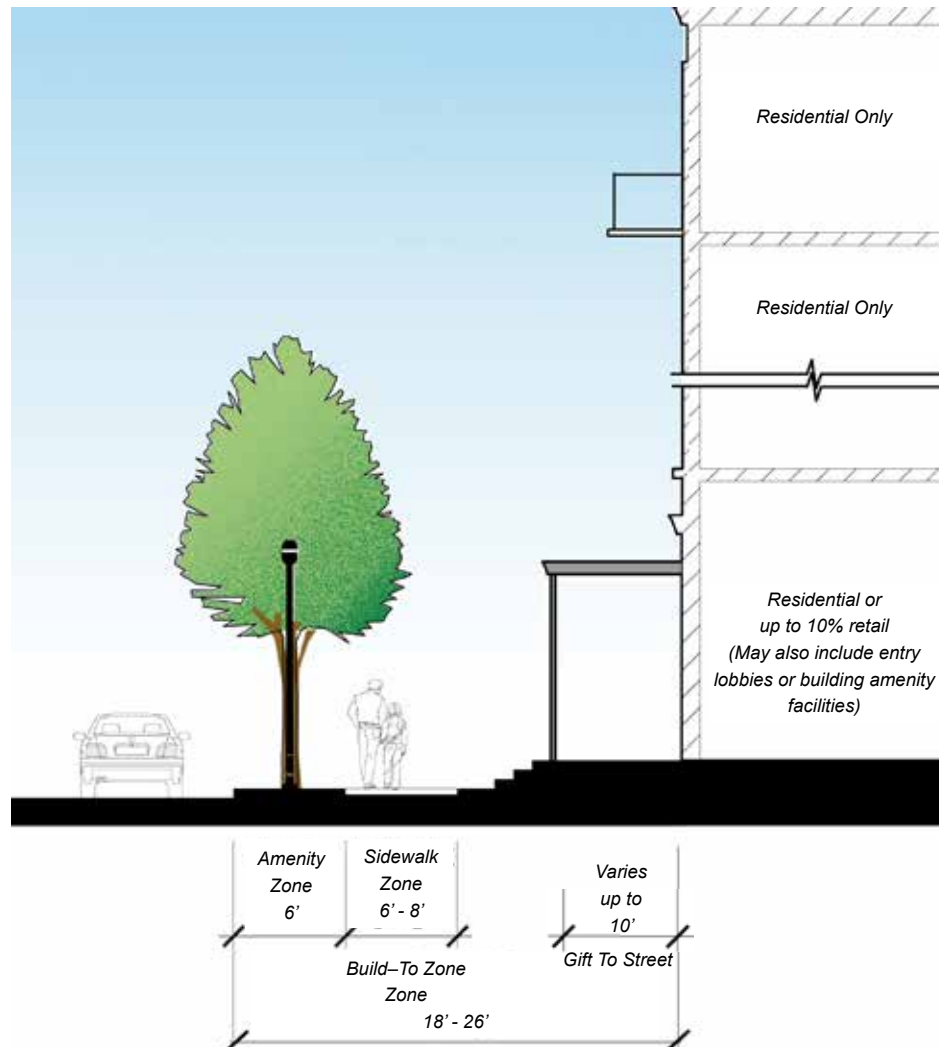 Residential Only
Residential Only
Residential or
up to 10% retail
(May also include entry
lobbies or building amenity
facilities)
Amenity
Zone
6’
Sidewalk
Zone
6’ - 8’
Varies
up to
10’
Gift To Street
Build–To Zone
Zone
18’ - 26’